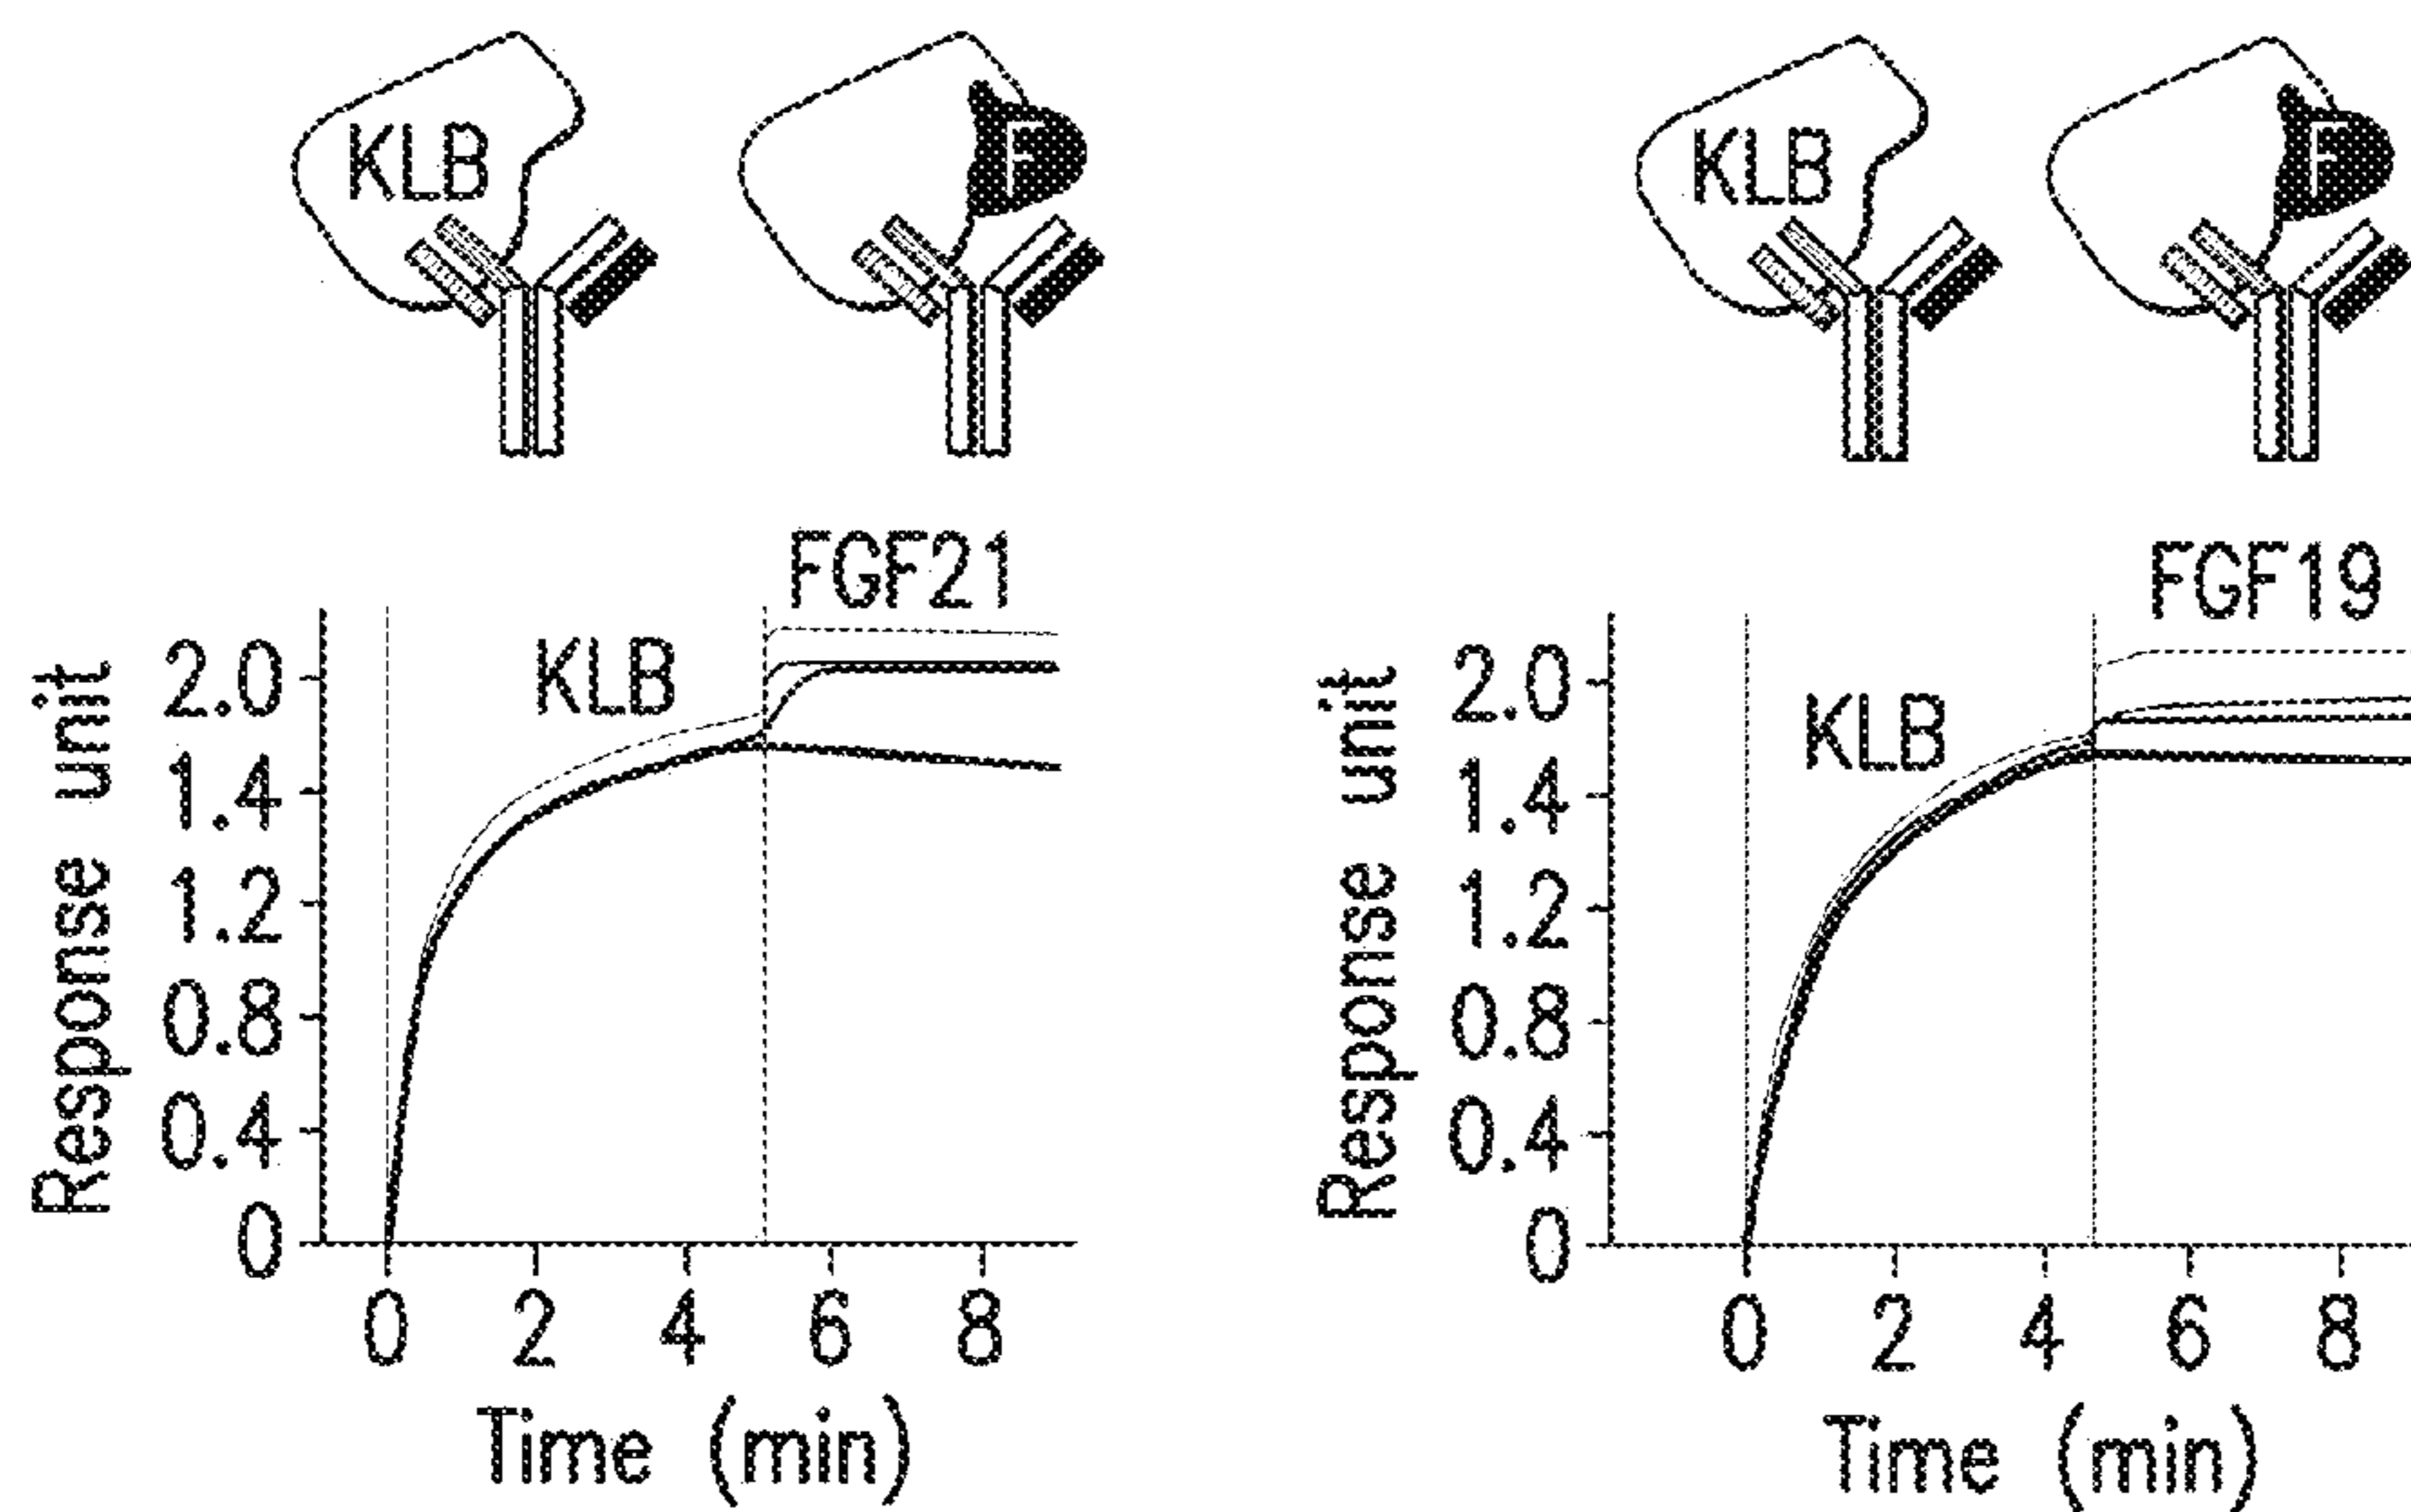 KLB
F
KLB
F
FGF21
KLB
Response unit
2.0
1.4
1.2
0.8
0.4
0
0 2 4 6 8
Time (min)
FGF19
KLB
Response unit
2.0
1.4
1.2
0.8
0.4
0
0 2 4 6 8
Time (min)